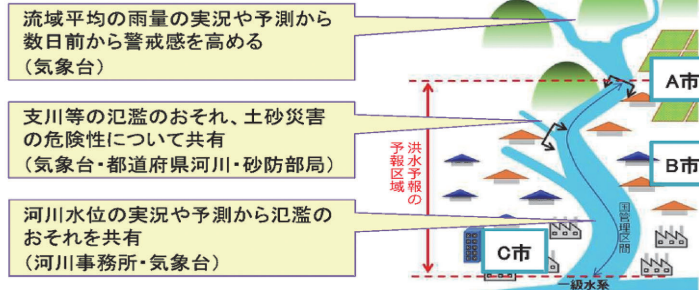 流域平均の雨量の実況や予測から
数日前から警戒感を高める
（気象台）
支川等の氾濫のおそれ、土砂災害
の危険性について共有
（気象台・都道府県河川・砂防部局）
河川水位の実況や予測から氾濫の
おそれを共有
（河川事務所・気象台）
洪水予報の
予報区域
A市
B市
国管理区間
C市
一級水系